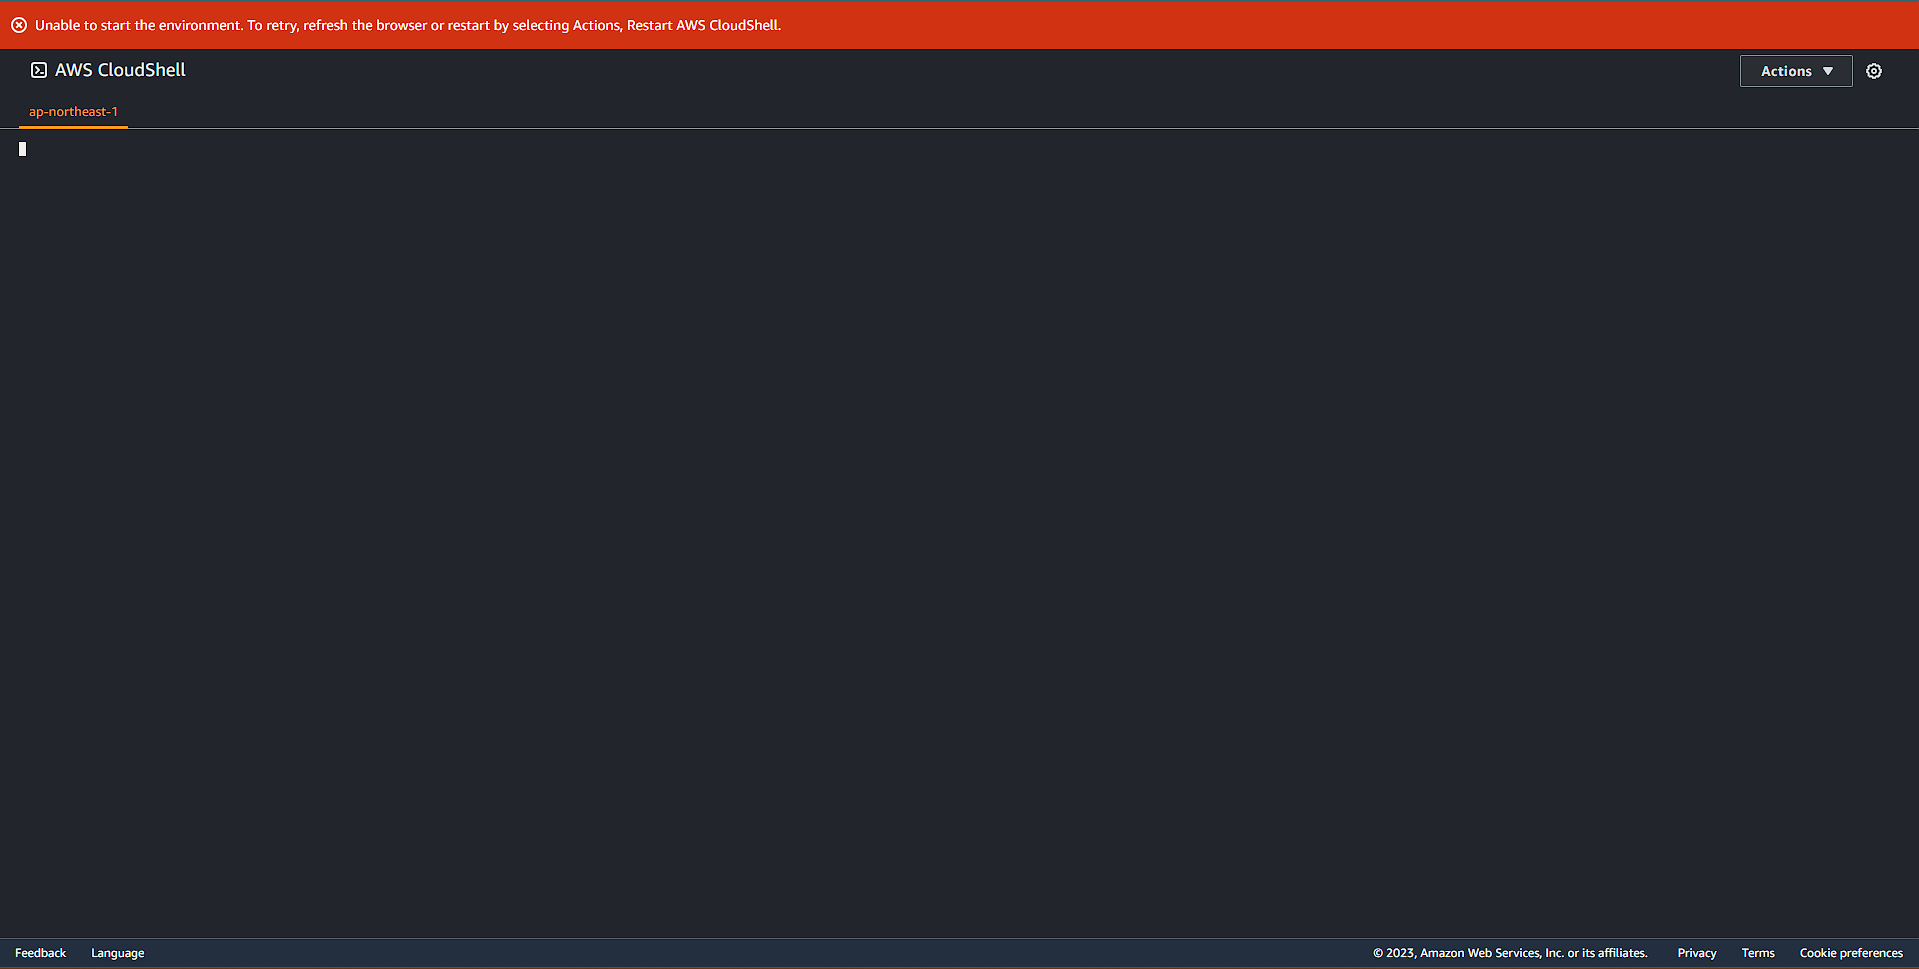 Unable to start the environment. To retry, refresh the browser or restart by selecting Actions, Restart AWS CloudShell.
AWS CloudShell
Actions
ap-northeast-1
Feedback Language © 2023, Amazon Web Services, Inc. or its affiliates. Privacy Terms Cookie preferences